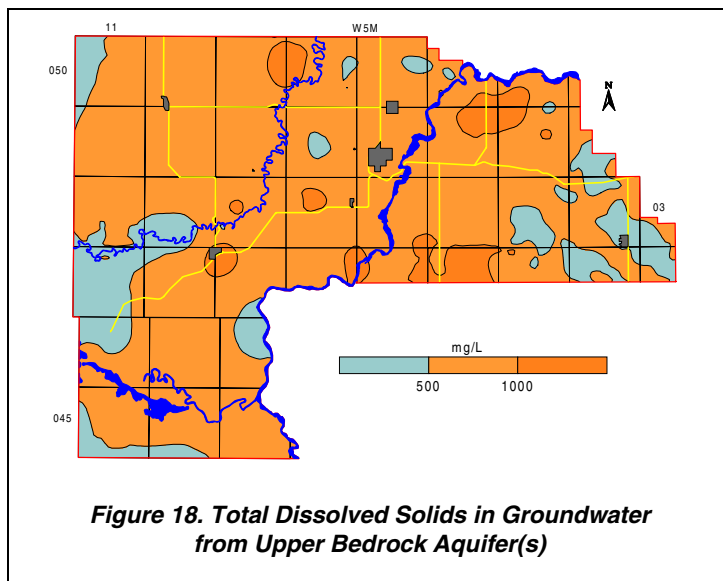 11
W5M
050
N
03
mg/L
500
1000
045
Figure 18. Total Dissolved Solids in Groundwater
from Upper Bedrock Aquifer(s)